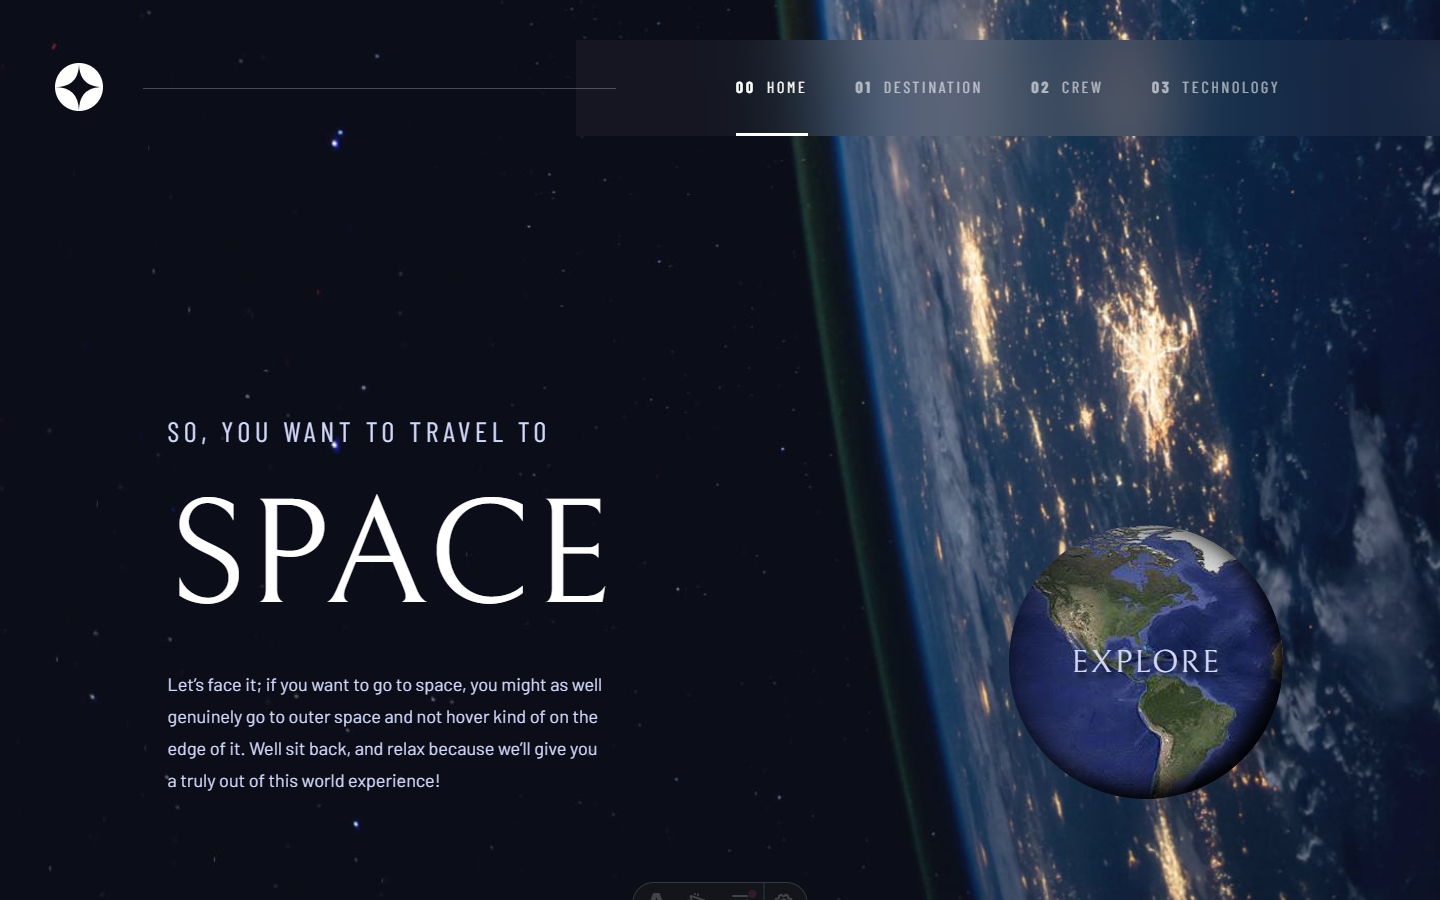 00 HOME 01 DESTINATION 02 CREW 03 TECHNOLOGY
SO, YOU WANT TO TRAVEL TO
SPACE
Let’s face it; if you want to go to space, you might as well
genuinely go to outer space and not hover kind of on the
edge of it. Well sit back, and relax because we’ll give you
a truly out of this world experience!
EXPLORE